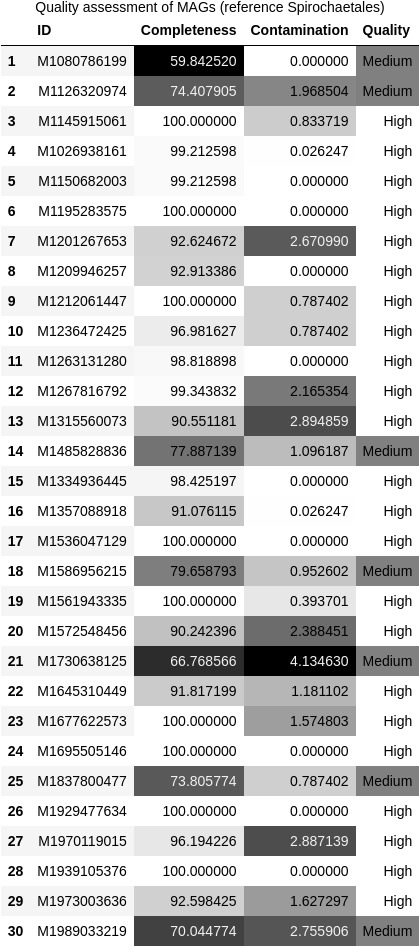 Quality assessment of MAGs (reference Spirochaetales)
ID Completeness Contamination Quality
1 M1080786199 59.842520 0.000000 Medium
2 M1126320974 74.407905 1.968504 Medium
3 M1145915061 100.000000 0.833719 High
4 M1026938161 99.212598 0.026247 High
5 M1150682003 99.212598 0.000000 High
6 M1195283575 100.000000 0.000000 High
7 M1201267653 92.624672 2.670990 High
8 M1209946257 92.913386 0.000000 High
9 M1212061447 100.000000 0.787402 High
10 M1236472425 96.981627 0.787402 High
11 M1263131280 98.818898 0.000000 High
12 M1267816792 99.343832 2.165354 High
13 M1315560073 90.551181 2.894859 High
14 M1485828836 77.887139 1.096187 Medium
15 M1334936445 98.425197 0.000000 High
16 M1357088918 91.076115 0.026247 High
17 M1536047129 100.000000 0.000000 High
18 M1586956215 79.658793 0.952602 Medium
19 M1561943335 100.000000 0.393701 High
20 M1572548456 90.242396 2.388451 High
21 M1730638125 66.768566 4.134630 Medium
22 M1645310449 91.817199 1.181102 High
23 M1677622573 100.000000 1.574803 High
24 M1695505146 100.000000 0.000000 High
25 M1837800477 73.805774 0.787402 Medium
26 M1929477634 100.000000 0.000000 High
27 M1970119015 96.194226 2.887139 High
28 M1939105376 100.000000 0.000000 High
29 M1973003636 92.598425 1.627297 High
30 M1989033219 70.044774 2.755906 Medium